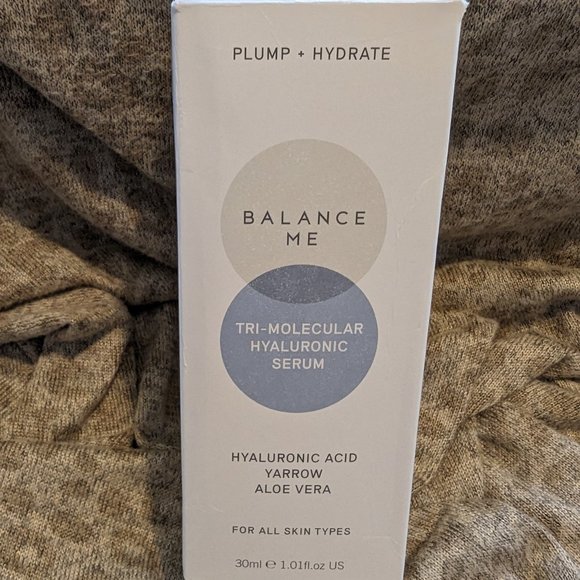 PLUMP + HYDRATE
BALANCE
ME
TRI-MOLECULAR
HYALURONIC
SERUM
HYALURONIC ACID
YARROW
ALOE VERA
FOR ALL SKIN TYPES
30ml ℮ 1.01fl.oz US